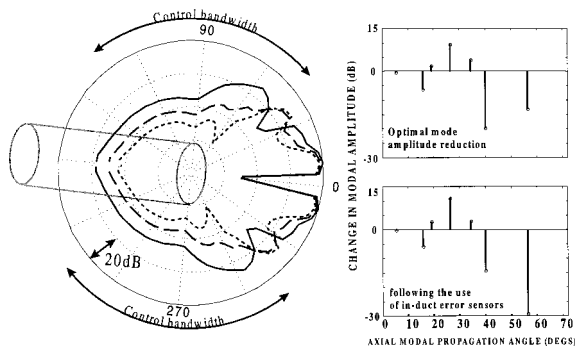 Control bandwidth
90
0
20dB
270
Control bandwidth
CHANGE IN MODAL AMPLITUDE (dB)
15
0
-30
Optimal mode
amplitude reduction
15
0
-30
following the use
of in-duct error sensors
0 10 20 30 40 50 60 70
AXIAL MODAL PROPAGATION ANGLE (DEGS)